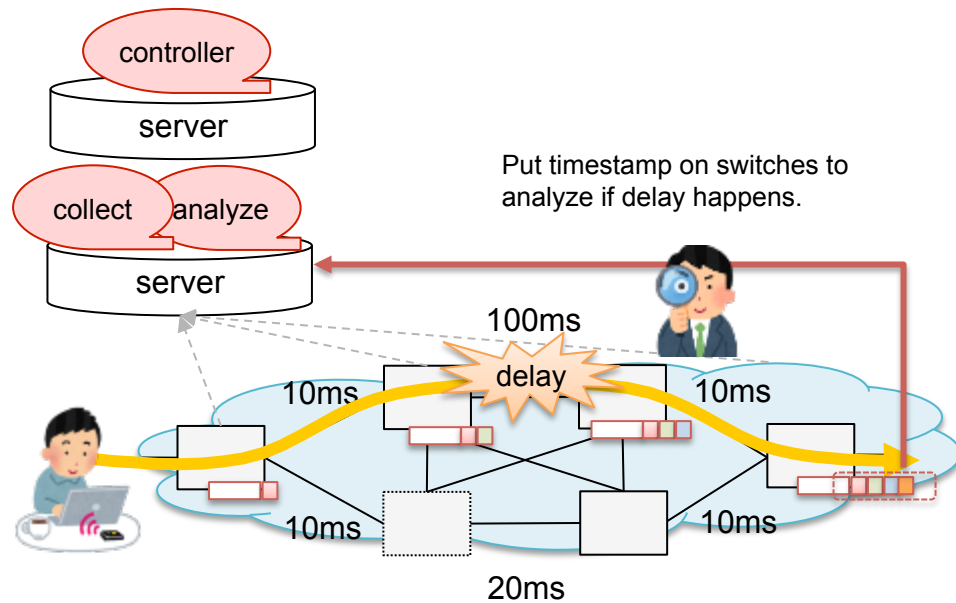 controller
server
Put timestamp on switches to
analyze if delay happens.
collect
analyze
server
100ms
delay
10ms
10ms
10ms
10ms
20ms